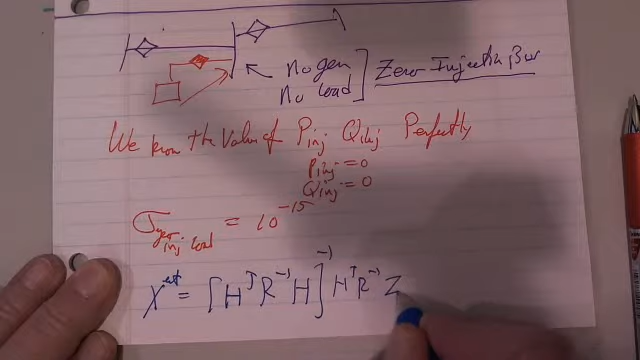 No gen
No load
Zero Injection Bus
We know the Value of Pinj Qinj Perfectly
Pinj = 0
Qinj = 0
σzero inj load = 10^-15
X^est = [H^T R^-1 H]^-1 H^T R^-1 Z